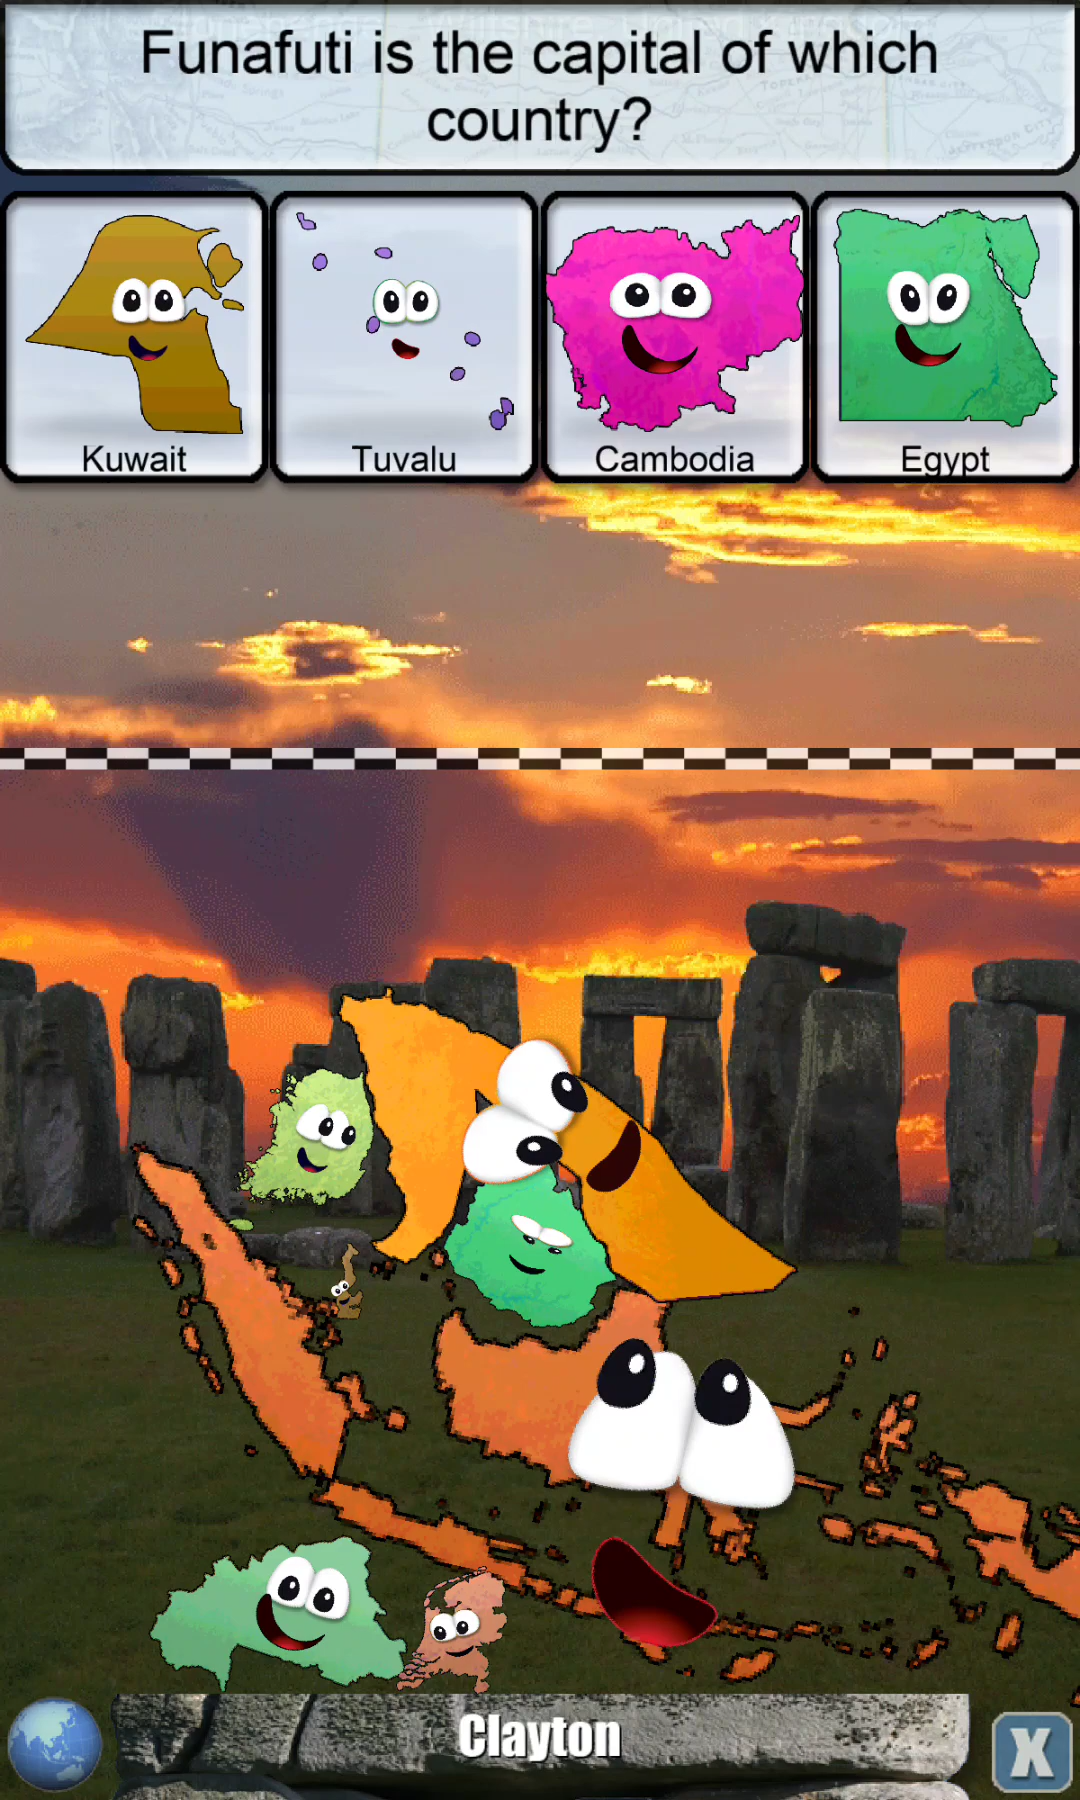 Funafuti is the capital of which
country?
Kuwait
Tuvalu
Cambodia
Egypt
Clayton
X